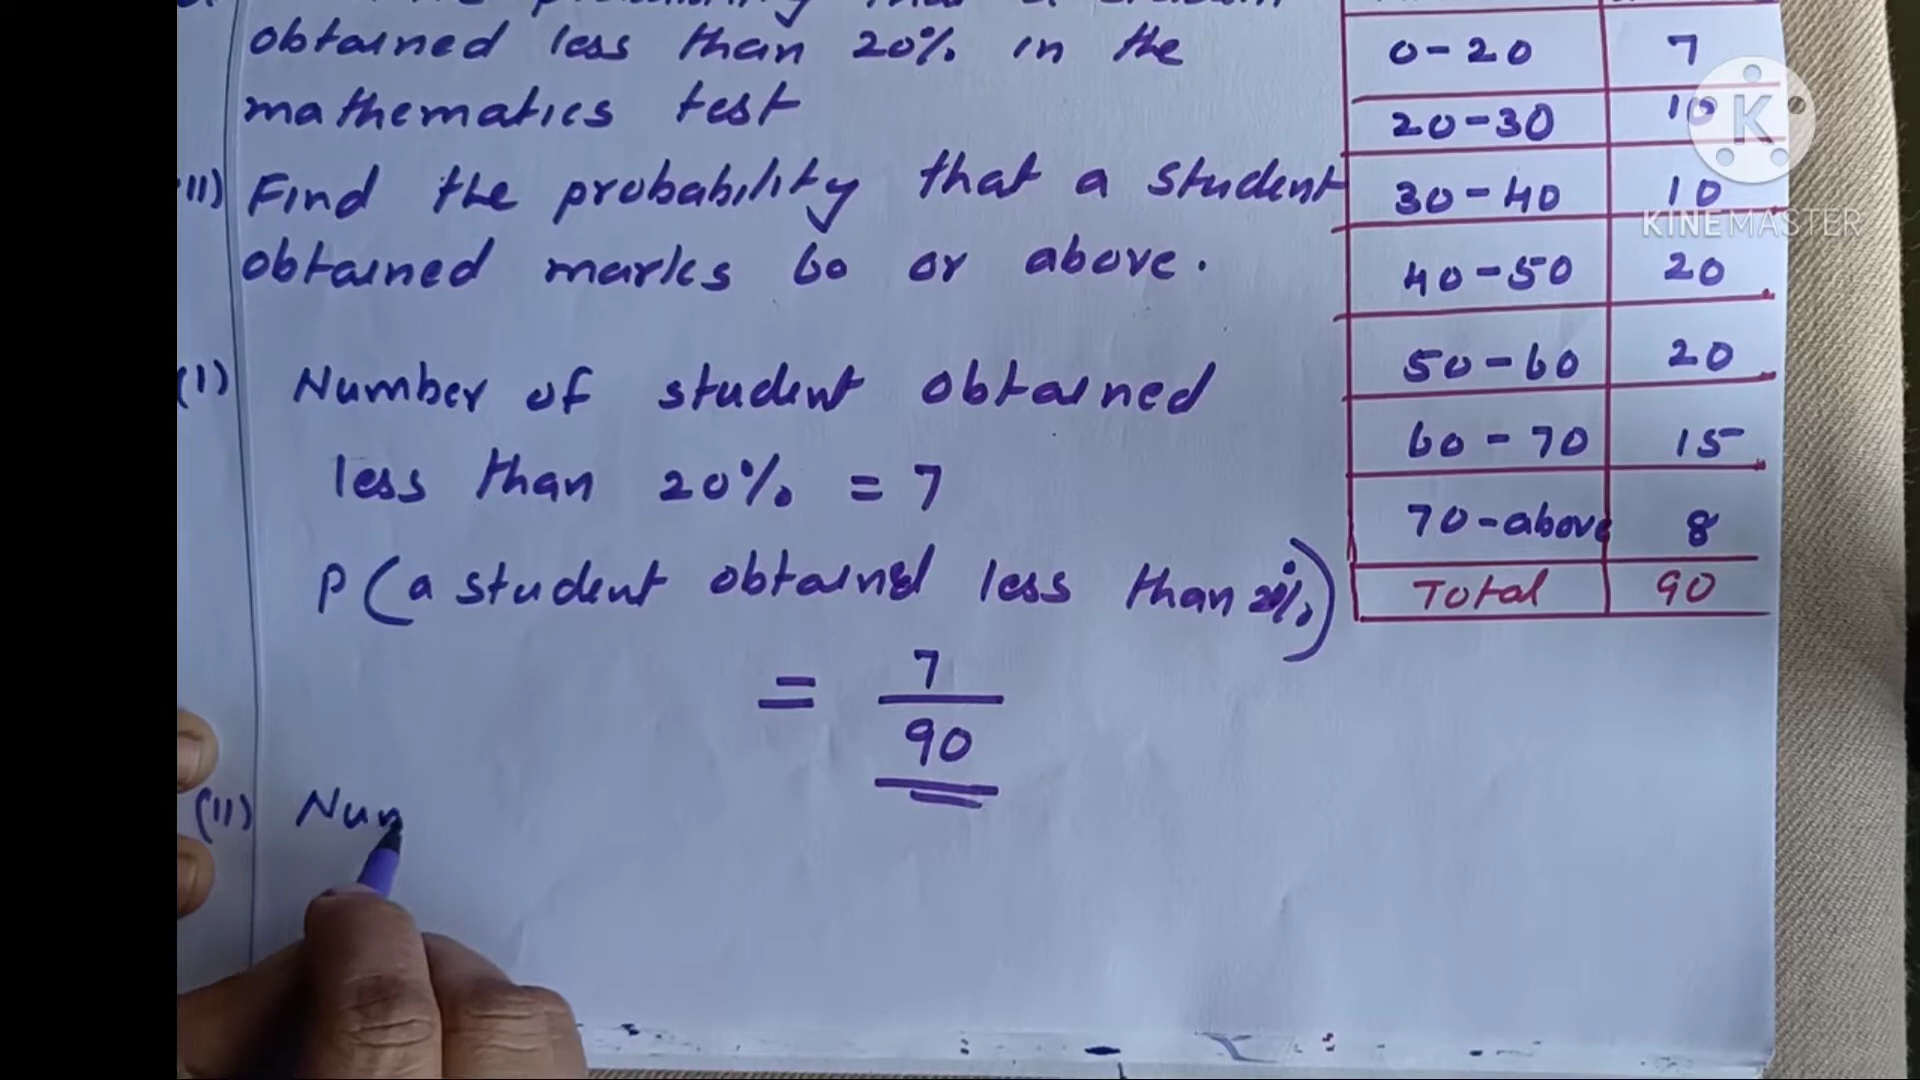 obtained less than 20% in the
mathematics test
II) Find the probability that a student
obtained marks 60 or above.
(I) Number of student obtained
less than 20% = 7
P(a student obtained less than 20%)
= 7
90
(II) Num
0-20 7
20-30 10
30-40 10
40-50 20
50-60 20
60-70 15
70-above 8
Total 90
K
KINEMASTER